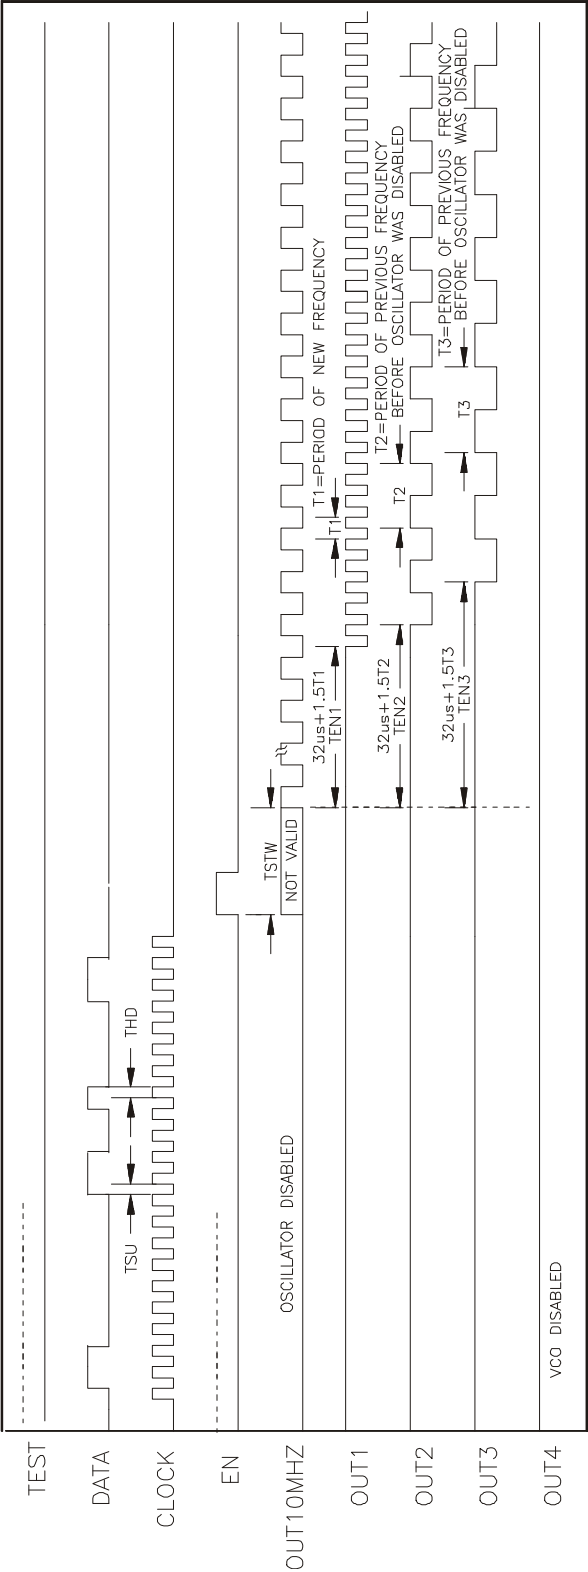 TEST
DATA
CLOCK
EN
OUT10MHZ
OUT1
OUT2
OUT3
OUT4
TSU
THD
TSTW
OSCILLATOR DISABLED
NOT VALID
32us+1.5T1
TEN1
T1
T1=PERIOD OF NEW FREQUENCY
32us+1.5T2
TEN2
T2
T2=PERIOD OF PREVIOUS FREQUENCY
BEFORE OSCILLATOR WAS DISABLED
32us+1.5T3
TEN3
T3
T3=PERIOD OF PREVIOUS FREQUENCY
BEFORE OSCILLATOR WAS DISABLED
VCO DISABLED